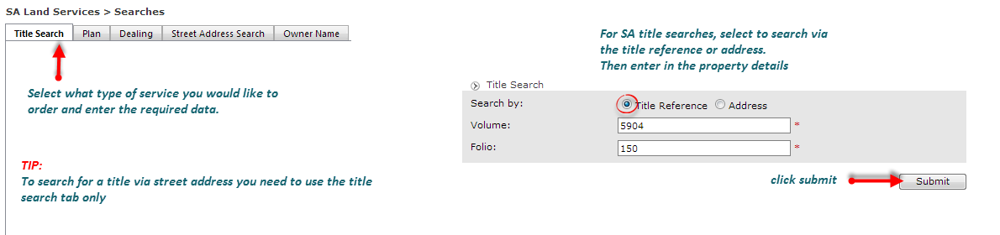 SA Land Services > Searches
Title Search Plan Dealing Street Address Search Owner Name
Select what type of service you would like to
order and enter the required data.
TIP:
To search for a title via street address you need to use the title
search tab only
For SA title searches, select to search via
the title reference or address.
Then enter in the property details
Title Search
Search by: Title Reference Address
Volume: 5904 *
Folio: 150 *
click submit Submit